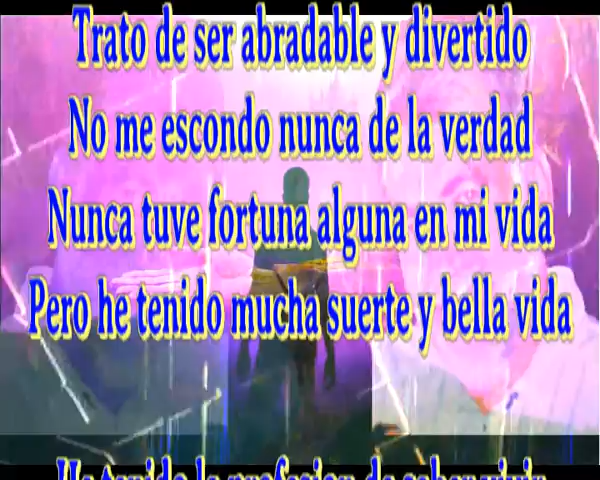 Trato de ser abradable y divertido
No me escondo nunca de la verdad
Nunca tuve fortuna alguna en mi vida
Pero he tenido mucha suerte y bella vida
He tenido la profesion de saber vivir